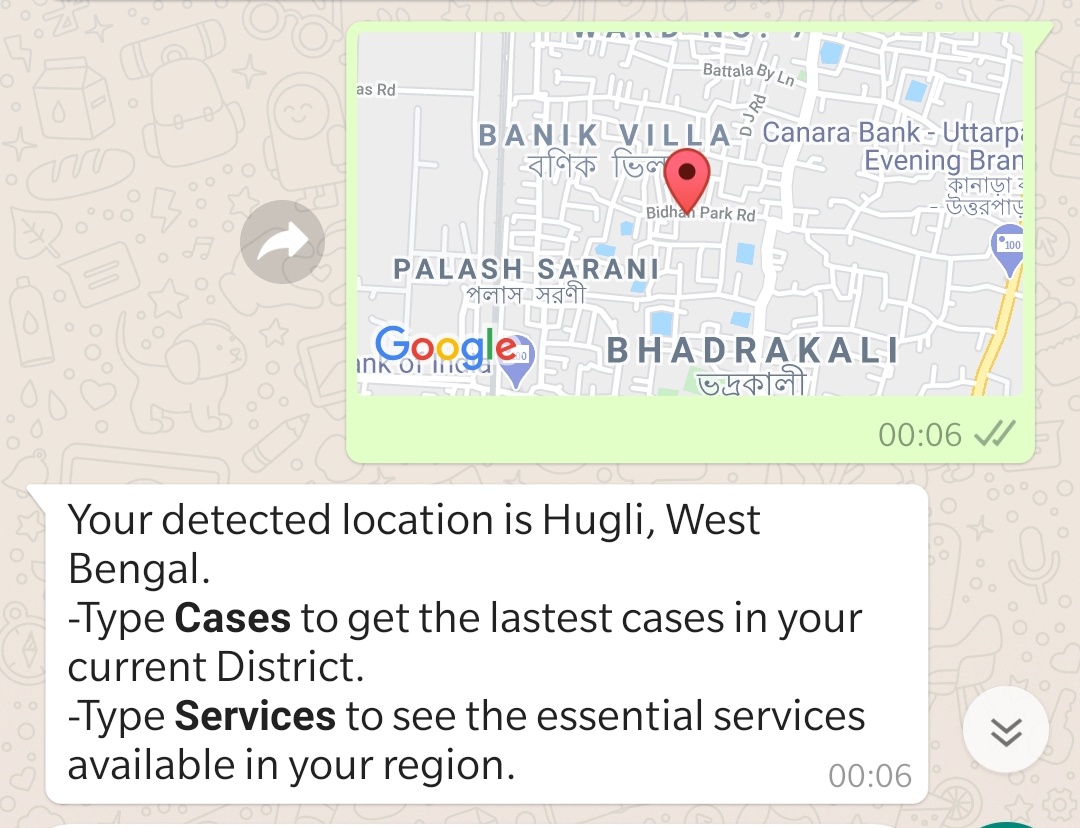 WARD NO. 7
Battala By Ln
as Rd
D J Rd
BANIK VILLA
বণিক ভিল
Canara Bank - Uttarpa
Evening Bran
কানাড়া
- উত্তরপাড়
Bidhan Park Rd
100
PALASH SARANI
পলাস সরণী
Google
ank of India
BHADRAKALI
ভদ্রকালী
00:06
Your detected location is Hugli, West
Bengal.
-Type Cases to get the lastest cases in your
current District.
-Type Services to see the essential services
available in your region.
00:06